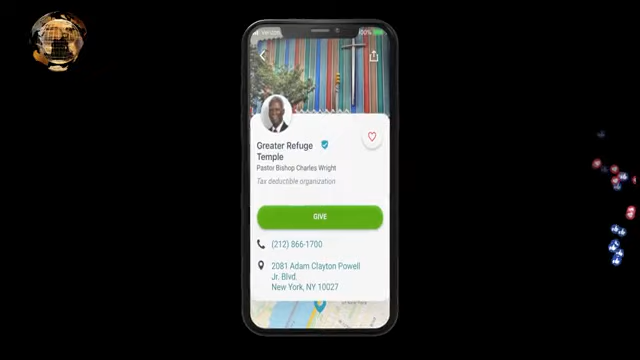 100%
Greater Refuge
Temple
Pastor Bishop Charles Wright
Tax deductible organization
GIVE
(212) 866-1700
2081 Adam Clayton Powell
Jr. Blvd.
New York, NY 10027